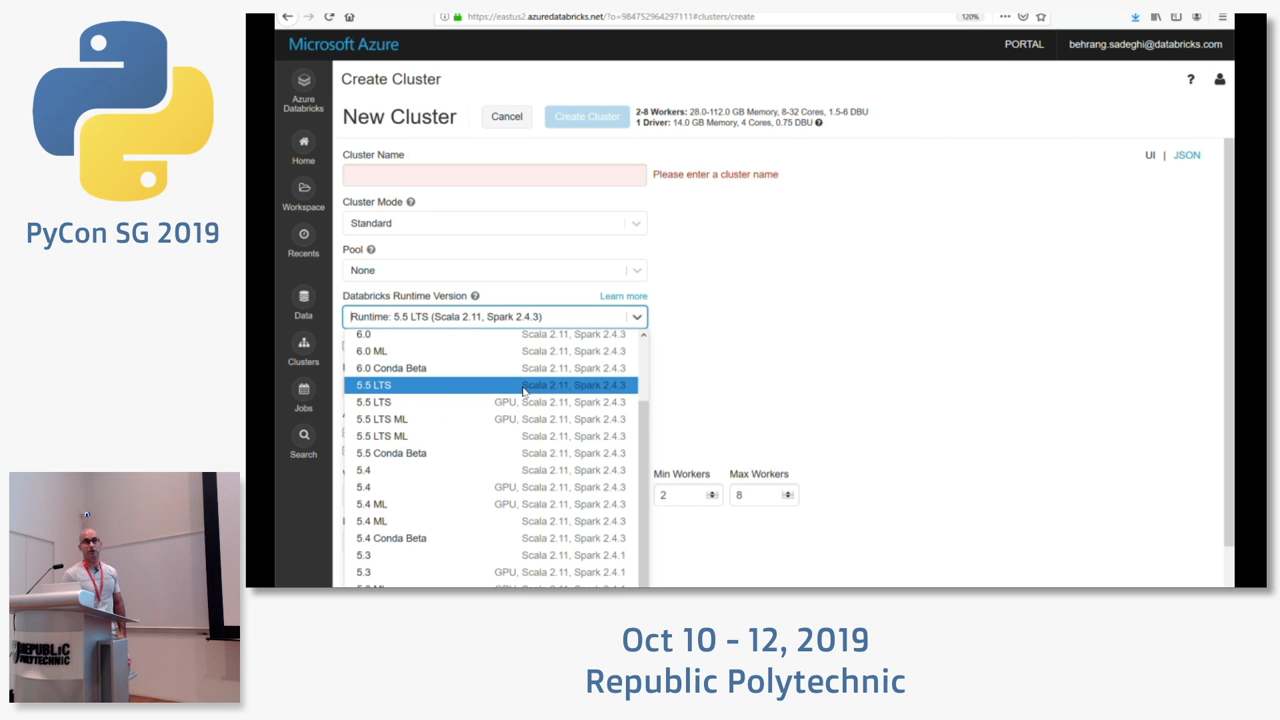 https://eastus2.azuredatabricks.net/?o=984752964297111#clusters/create
120%
Microsoft Azure
PORTAL
behrang.sadeghi@databricks.com
Azure
Databricks
Home
Workspace
Recents
Data
Clusters
Jobs
Search
Create Cluster
?
New Cluster
Cancel
Create Cluster
2-8 Workers: 28.0-112.0 GB Memory, 8-32 Cores, 1.5-6 DBU
1 Driver: 14.0 GB Memory, 4 Cores, 0.75 DBU
UI | JSON
Cluster Name
Please enter a cluster name
Cluster Mode
Standard
Pool
None
Databricks Runtime Version
Learn more
Runtime: 5.5 LTS (Scala 2.11, Spark 2.4.3)
6.0 Scala 2.11, Spark 2.4.3
6.0 ML Scala 2.11, Spark 2.4.3
6.0 Conda Beta Scala 2.11, Spark 2.4.3
5.5 LTS Scala 2.11, Spark 2.4.3
5.5 LTS GPU, Scala 2.11, Spark 2.4.3
5.5 LTS ML GPU, Scala 2.11, Spark 2.4.3
5.5 LTS ML Scala 2.11, Spark 2.4.3
5.5 Conda Beta Scala 2.11, Spark 2.4.3
5.4 Scala 2.11, Spark 2.4.3
5.4 GPU, Scala 2.11, Spark 2.4.3
5.4 ML GPU, Scala 2.11, Spark 2.4.3
5.4 ML Scala 2.11, Spark 2.4.3
5.4 Conda Beta Scala 2.11, Spark 2.4.3
5.3 Scala 2.11, Spark 2.4.1
5.3 GPU, Scala 2.11, Spark 2.4.1
Min Workers
Max Workers
2
8
PyCon SG 2019
REPUBLIC
POLYTECHNIC
Oct 10 - 12, 2019
Republic Polytechnic